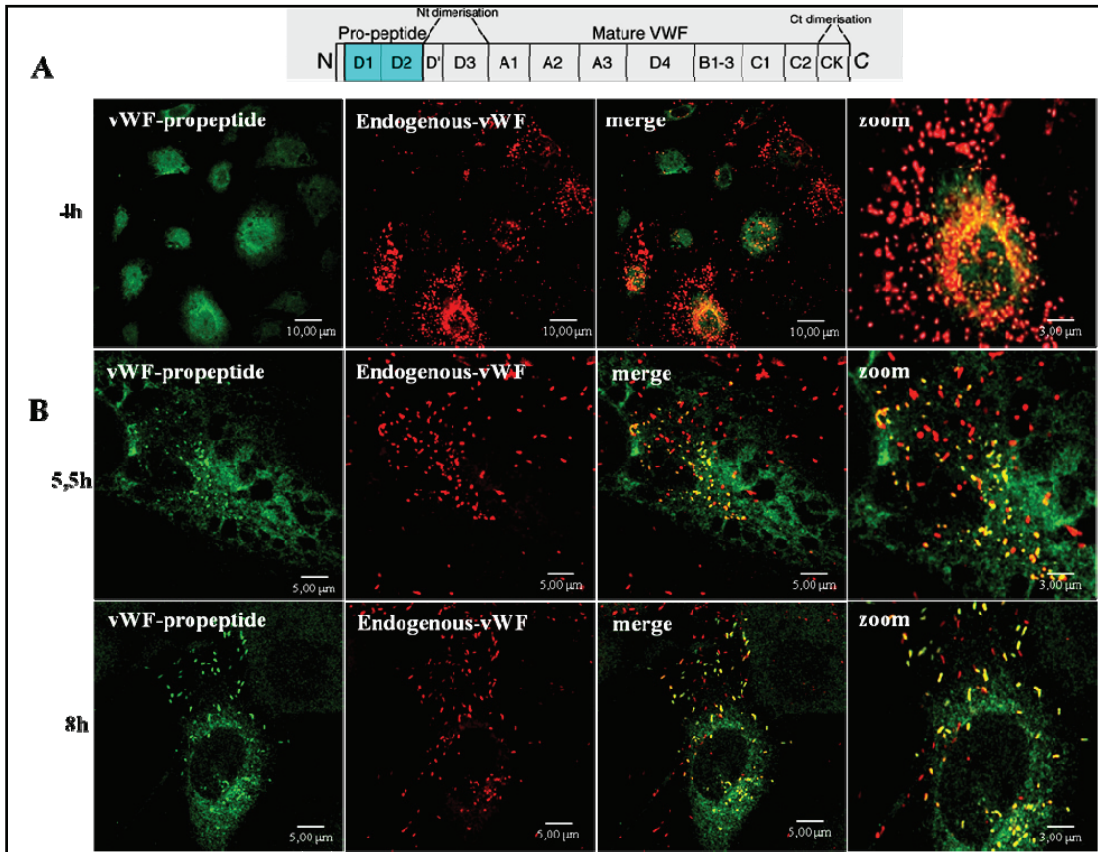 Nt dimerisation Ct dimerisation
Pro-peptide Mature VWF
N D1 D2 D' D3 A1 A2 A3 D4 B1-3 C1 C2 CK C
A
vWF-propeptide Endogenous-vWF merge zoom
4h
10,00 µm 10,00 µm 10,00 µm 3,00 µm
vWF-propeptide Endogenous-vWF merge zoom
B
5,5h
5,00 µm 5,00 µm 5,00 µm 3,00 µm
vWF-propeptide Endogenous-vWF merge zoom
8h
5,00 µm 5,00 µm 5,00 µm 3,00 µm